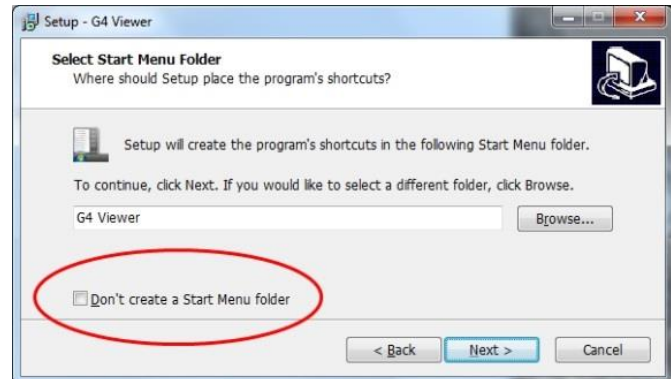 Setup - G4 Viewer
Select Start Menu Folder
Where should Setup place the program's shortcuts?
Setup will create the program's shortcuts in the following Start Menu folder.
To continue, click Next. If you would like to select a different folder, click Browse.
G4 Viewer
Browse...
Don't create a Start Menu folder
< Back
Next >
Cancel